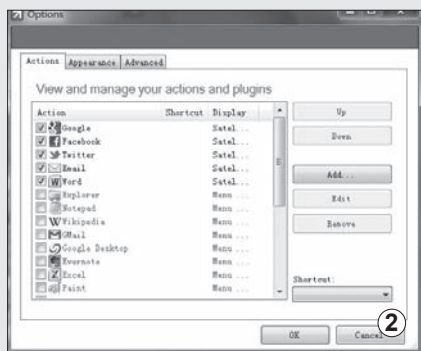 Options
Actions Appearance Advanced
View and manage your actions and plugins
Action Shortcut Display
Google Satel...
Facebook Satel...
Twitter Satel...
Email Satel...
Word Satel...
Explorer Menu ...
Notepad Menu ...
Wikipedia Menu ...
GMail Menu ...
Google Desktop Menu ...
Evernote Menu ...
Excel Menu ...
Paint Menu ...
Up
Down
Add...
Edit
Remove
Shortcut:
OK Cancel
2